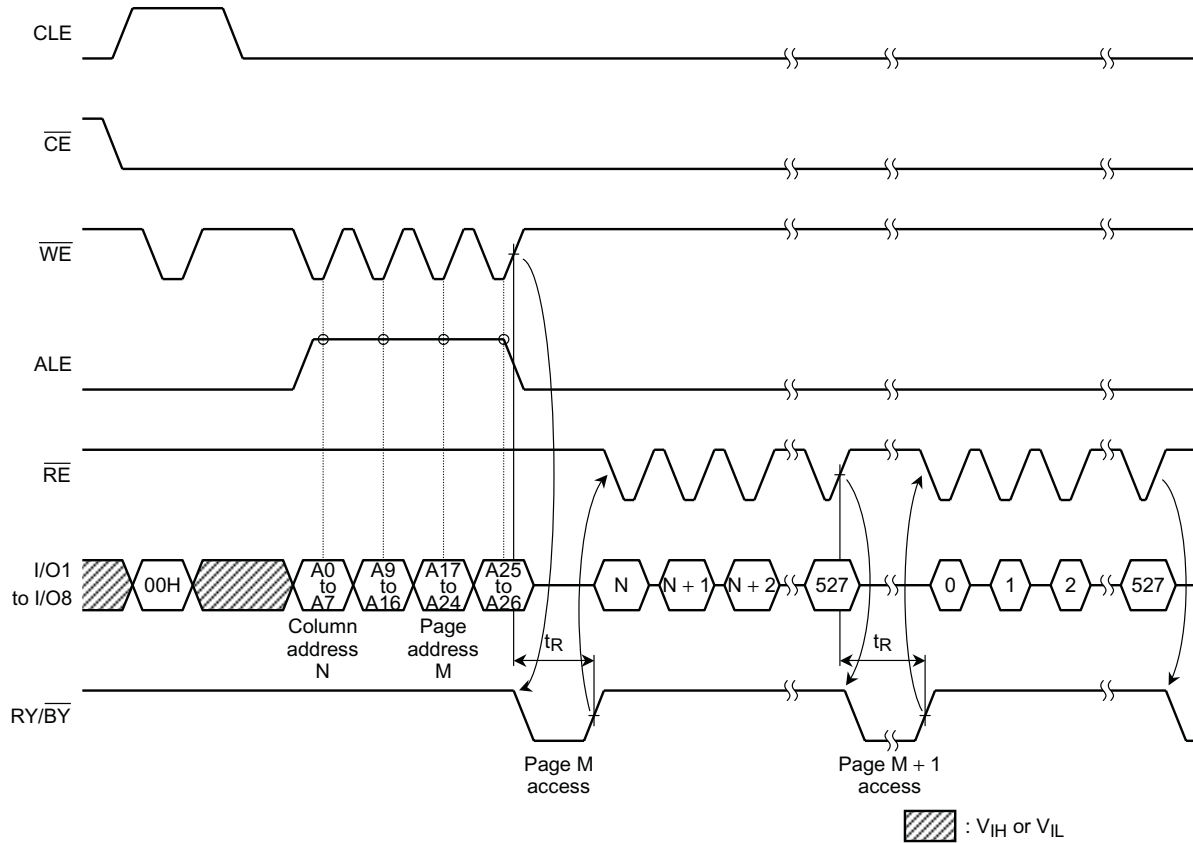 CLE
CE
WE
ALE
RE
I/O1
to I/O8
00H
A0
to
A7
A9
to
A16
A17
to
A24
A25
to
A26
N
N + 1
N + 2
527
0
1
2
527
Column
address
N
Page
address
M
tR
tR
RY/BY
Page M
access
Page M + 1
access
: VIH or VIL